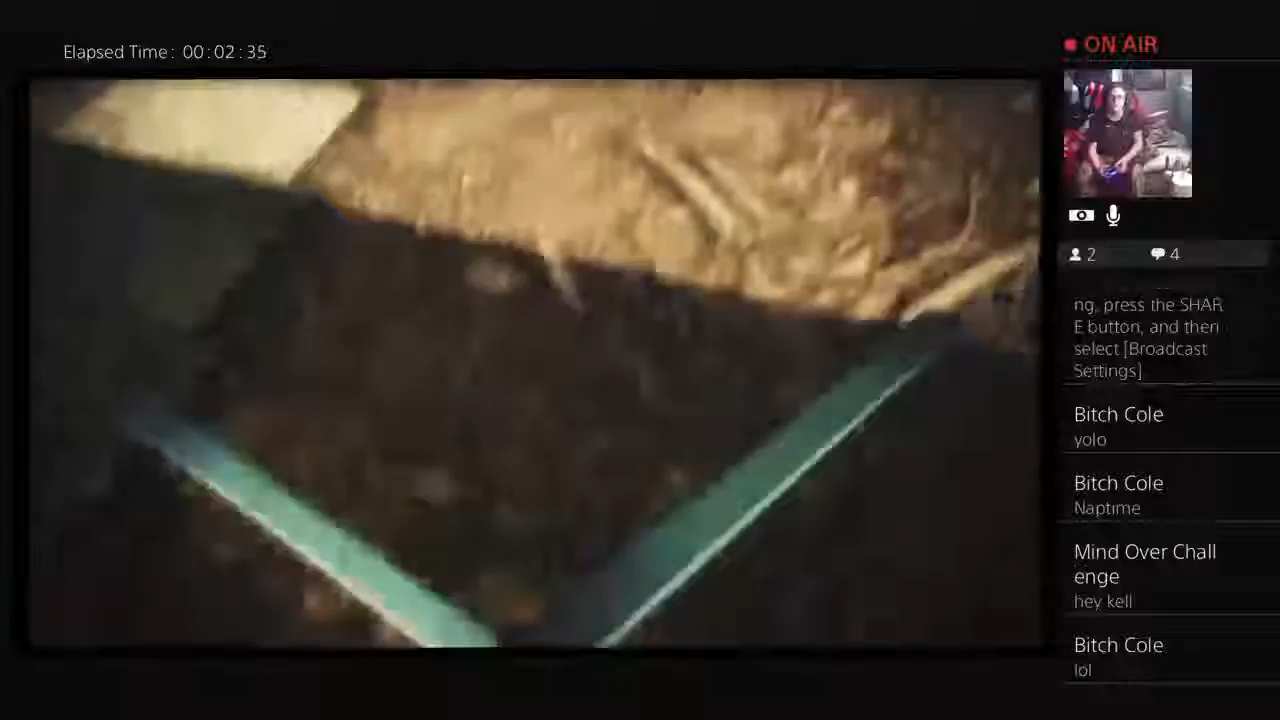 Elapsed Time: 00:02:35
ON AIR
2
4
ng, press the SHAR
E button, and then
select [Broadcast
Settings]
Bitch Cole
yolo
Bitch Cole
Naptime
Mind Over Chall
enge
hey kell
Bitch Cole
lol